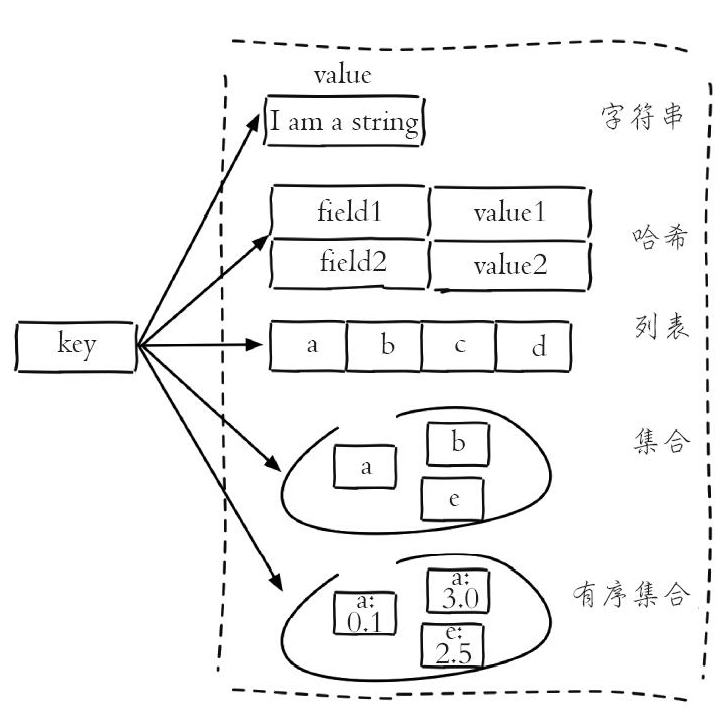 value
I am a string
字符串
field1 value1
哈希
field2 value2
key
a b c d
列表
a
b
e
集合
a:
0.1
a:
3.0
e:
2.5
有序集合